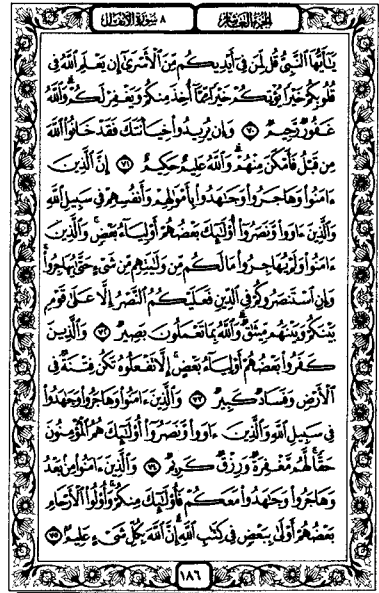 الجزء العاشر
٨ سورة الأنفال
يَٰٓأَيُّهَا ٱلنَّبِىُّ قُل لِّمَن فِىٓ أَيْدِيكُم مِّنَ ٱلْأَسْرَىٰٓ إِن يَعْلَمِ ٱللَّهُ فِى
قُلُوبِكُمْ خَيْرًا يُؤْتِكُمْ خَيْرًا مِّمَّآ أُخِذَ مِنكُمْ وَيَغْفِرْ لَكُمْ ۗ وَٱللَّهُ
غَفُورٌ رَّحِيمٌ ۝٧٠ وَإِن يُرِيدُوا۟ خِيَانَتَكَ فَقَدْ خَانُوا۟ ٱللَّهَ
مِن قَبْلُ فَأَمْكَنَ مِنْهُمْ ۗ وَٱللَّهُ عَلِيمٌ حَكِيمٌ ۝٧١ إِنَّ ٱلَّذِينَ
ءَامَنُوا۟ وَهَاجَرُوا۟ وَجَٰهَدُوا۟ بِأَمْوَٰلِهِمْ وَأَنفُسِهِمْ فِى سَبِيلِ ٱللَّهِ
وَٱلَّذِينَ ءَاوَوا۟ وَّنَصَرُوٓا۟ أُو۟لَٰٓئِكَ بَعْضُهُمْ أَوْلِيَآءُ بَعْضٍ ۚ وَٱلَّذِينَ
ءَامَنُوا۟ وَلَمْ يُهَاجِرُوا۟ مَا لَكُم مِّن وَلَٰيَتِهِم مِّن شَىْءٍ حَتَّىٰ يُهَاجِرُوا۟ ۚ
وَإِنِ ٱسْتَنصَرُوكُمْ فِى ٱلدِّينِ فَعَلَيْكُمُ ٱلنَّصْرُ إِلَّا عَلَىٰ قَوْمٍۭ
بَيْنَكُمْ وَبَيْنَهُم مِّيثَٰقٌ ۗ وَٱللَّهُ بِمَا تَعْمَلُونَ بَصِيرٌ ۝٧٢ وَٱلَّذِينَ
كَفَرُوا۟ بَعْضُهُمْ أَوْلِيَآءُ بَعْضٍ ۚ إِلَّا تَفْعَلُوهُ تَكُن فِتْنَةٌ فِى
ٱلْأَرْضِ وَفَسَادٌ كَبِيرٌ ۝٧٣ وَٱلَّذِينَ ءَامَنُوا۟ وَهَاجَرُوا۟ وَجَٰهَدُوا۟
فِى سَبِيلِ ٱللَّهِ وَٱلَّذِينَ ءَاوَوا۟ وَّنَصَرُوٓا۟ أُو۟لَٰٓئِكَ هُمُ ٱلْمُؤْمِنُونَ
حَقًّا ۚ لَّهُم مَّغْفِرَةٌ وَرِزْقٌ كَرِيمٌ ۝٧٤ وَٱلَّذِينَ ءَامَنُوا۟ مِنۢ بَعْدُ
وَهَاجَرُوا۟ وَجَٰهَدُوا۟ مَعَكُمْ فَأُو۟لَٰٓئِكَ مِنكُمْ ۚ وَأُو۟لُوا۟ ٱلْأَرْحَامِ
بَعْضُهُمْ أَوْلَىٰ بِبَعْضٍ فِى كِتَٰبِ ٱللَّهِ ۗ إِنَّ ٱللَّهَ بِكُلِّ شَىْءٍ عَلِيمٌۢ ۝٧٥
١٨٦